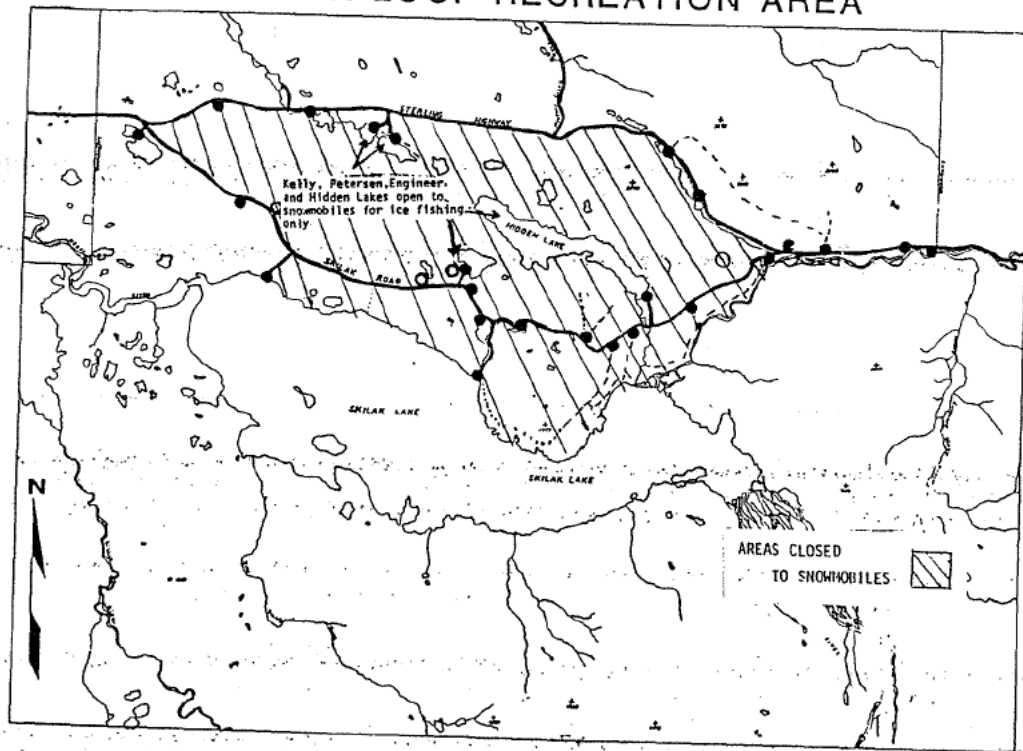 LOOP RECREATION AREA
STERLING HIGHWAY
Kelly, Petersen, Engineer,
and Hidden Lakes open to
snowmobiles for ice fishing
only
HIDDEN LAKE
SKILAK ROAD
SKILAK LAKE
SKILAK LAKE
N
AREAS CLOSED
TO SNOWMOBILES